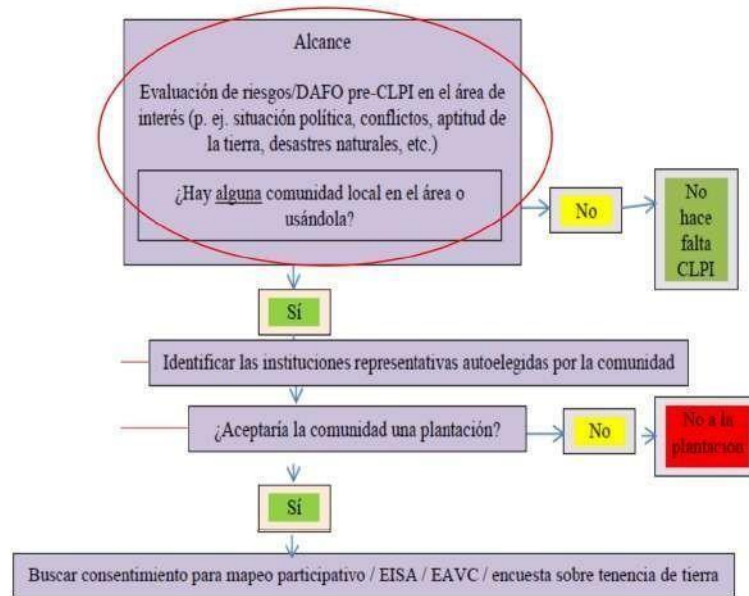 Alcance
Evaluación de riesgos/DAFO pre-CLPI en el área de
interés (p. ej. situación política, conflictos, aptitud de
la tierra, desastres naturales, etc.)
¿Hay alguna comunidad local en el área o
usándola?
No
No
hace
falta
CLPI
Sí
Identificar las instituciones representativas autoelegidas por la comunidad
¿Aceptaría la comunidad una plantación?
No
No a la
plantación
Sí
Buscar consentimiento para mapeo participativo / EISA / EAVC / encuesta sobre tenencia de tierra